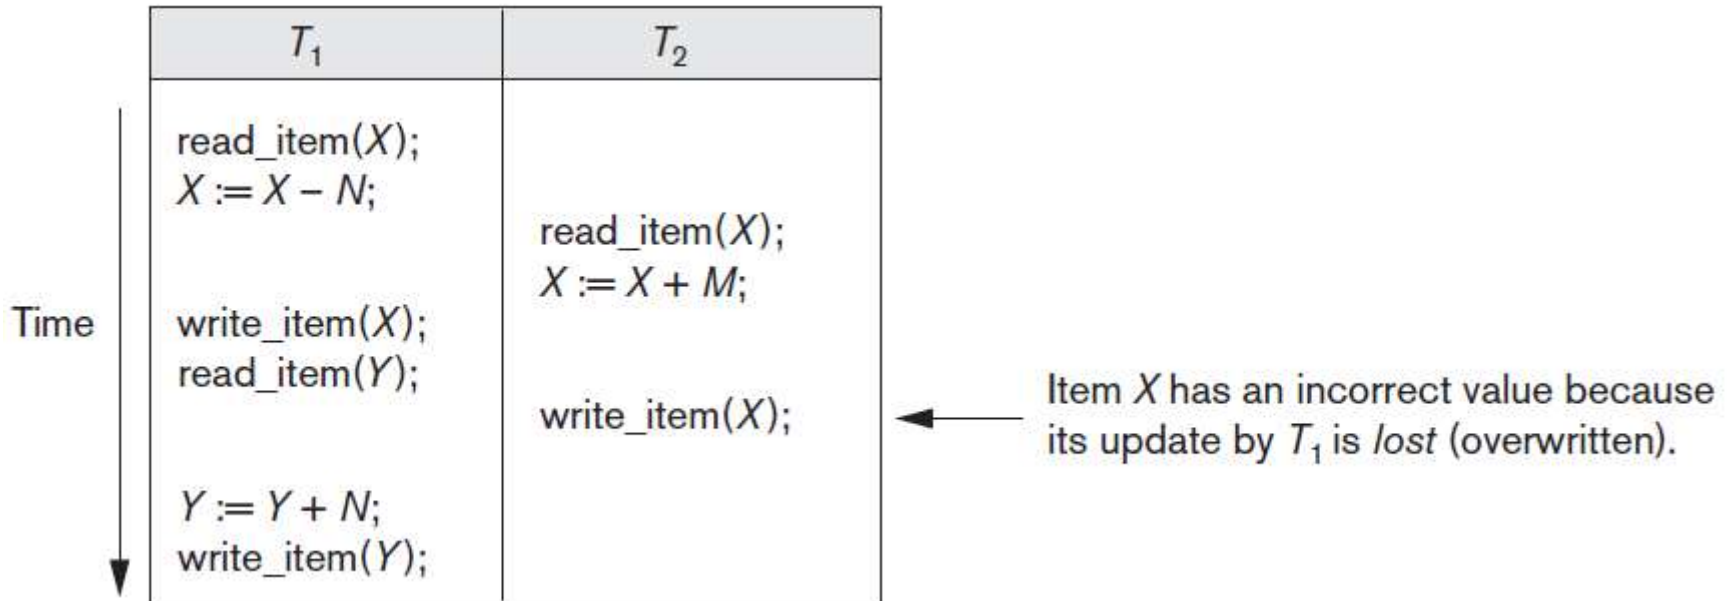 T₁ T₂
read_item(X);
X := X – N;
read_item(X);
X := X + M;
Time
write_item(X);
read_item(Y);
write_item(X);
Item X has an incorrect value because
its update by T₁ is lost (overwritten).
Y := Y + N;
write_item(Y);